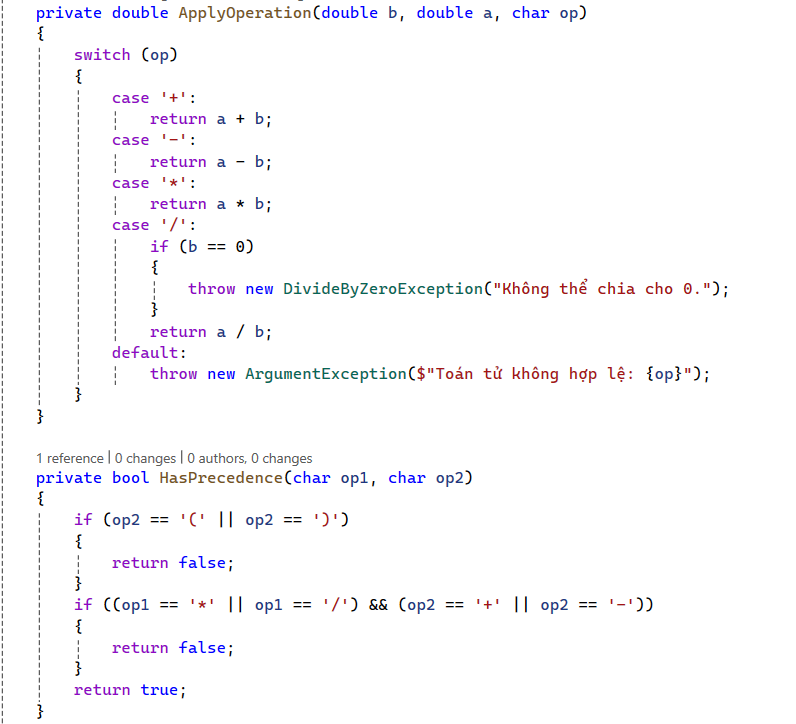 private double ApplyOperation(double b, double a, char op)
{
switch (op)
{
case '+':
return a + b;
case '-':
return a - b;
case '*':
return a * b;
case '/':
if (b == 0)
{
throw new DivideByZeroException("Không thể chia cho 0.");
}
return a / b;
default:
throw new ArgumentException($"Toán tử không hợp lệ: {op}");
}
}
1 reference | 0 changes | 0 authors, 0 changes
private bool HasPrecedence(char op1, char op2)
{
if (op2 == '(' || op2 == ')')
{
return false;
}
if ((op1 == '*' || op1 == '/') && (op2 == '+' || op2 == '-'))
{
return false;
}
return true;
}